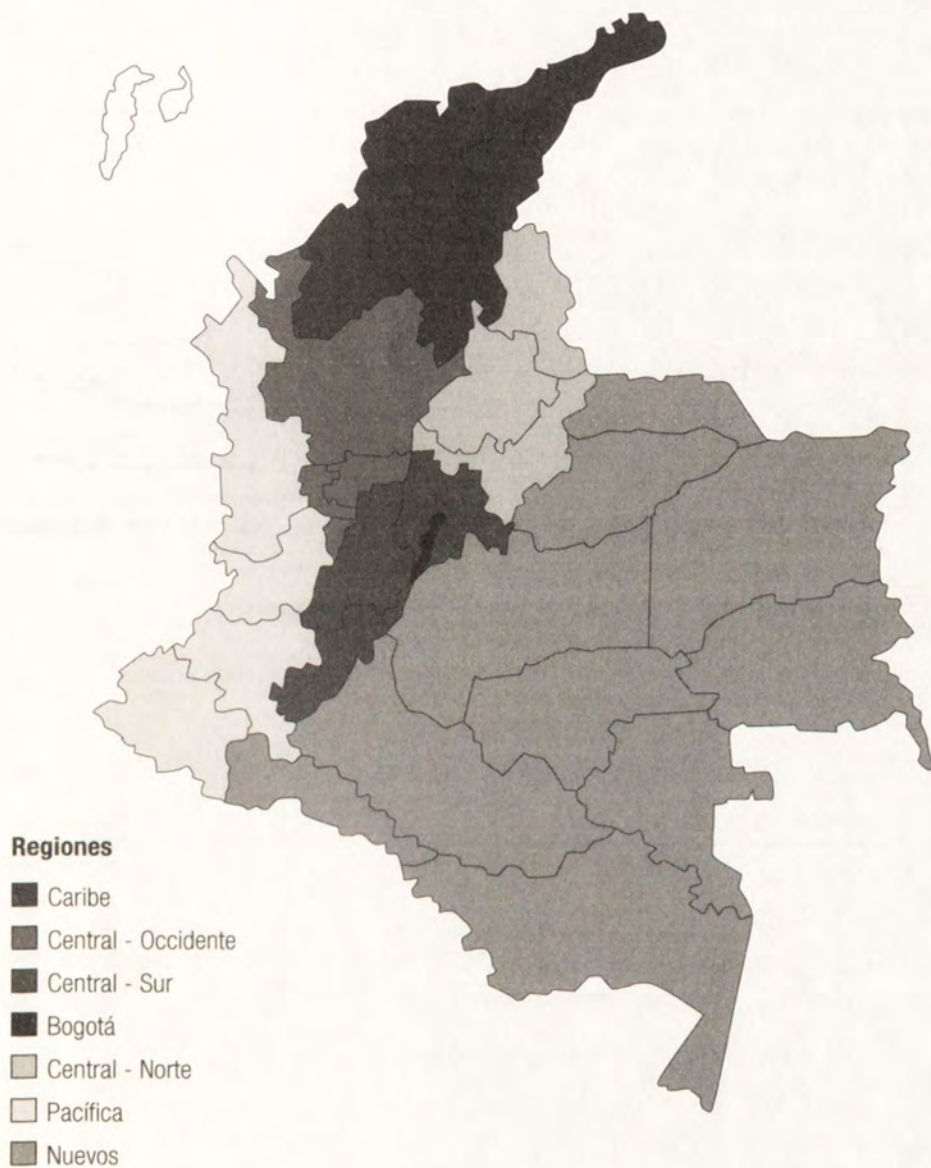 Regiones
Caribe
Central - Occidente
Central - Sur
Bogotá
Central - Norte
Pacífica
Nuevos